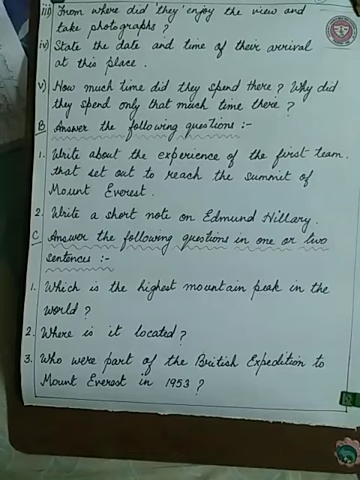 iii) From where did they enjoy the view and
take photographs?
iv) State the date and time of their arrival
at this place.
v) How much time did they spend there? Why did
they spend only that much time there?
B Answer the following questions:-
1. Write about the experience of the first team
that set out to reach the summit of
Mount Everest.
2. Write a short note on Edmund Hillary.
C Answer the following questions in one or two
sentences:-
1. Which is the highest mountain peak in the
world?
2. Where is it located?
3. Who were part of the British Expedition to
Mount Everest in 1953?